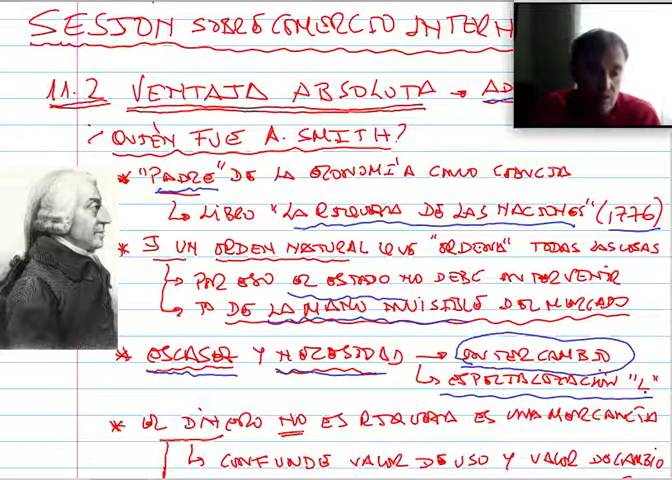 SESION SOBRE COMERCIO INTERN
11.2 VENTAJA ABSOLUTA → AD
¿QUIÉN FUE A. SMITH?
* "PADRE" DE LA ECONOMÍA COMO CIENCIA
↳ LIBRO "LA RIQUEZA DE LAS NACIONES" (1776)
* ∃ UN ORDEN NATURAL QUE "ORDENA" TODAS LAS COSAS
↳ POR ESO EL ESTADO NO DEBE INTERVENIR
↳ Tª DE LA MANO INVISIBLE DEL MERCADO
* ESCASEZ Y NECESIDAD → INTERCAMBIO
↳ ESPECIALIZACIÓN "L"
* EL DINERO NO ES RIQUEZA ES UNA MERCANCÍA
↳ CONFUNDE VALOR DE USO Y VALOR DE CAMBIO